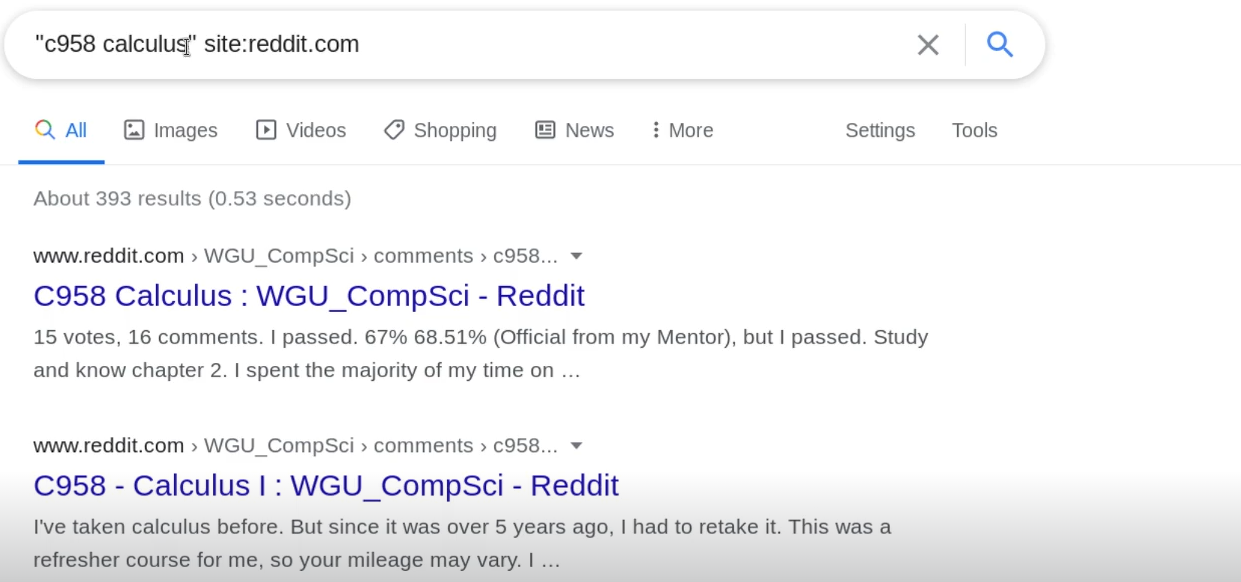 "c958 calculus" site:reddit.com
All Images Videos Shopping News More Settings Tools
About 393 results (0.53 seconds)
www.reddit.com › WGU_CompSci › comments › c958...
C958 Calculus : WGU_CompSci - Reddit
15 votes, 16 comments. I passed. 67% 68.51% (Official from my Mentor), but I passed. Study
and know chapter 2. I spent the majority of my time on ...
www.reddit.com › WGU_CompSci › comments › c958...
C958 - Calculus I : WGU_CompSci - Reddit
I've taken calculus before. But since it was over 5 years ago, I had to retake it. This was a
refresher course for me, so your mileage may vary. I ...